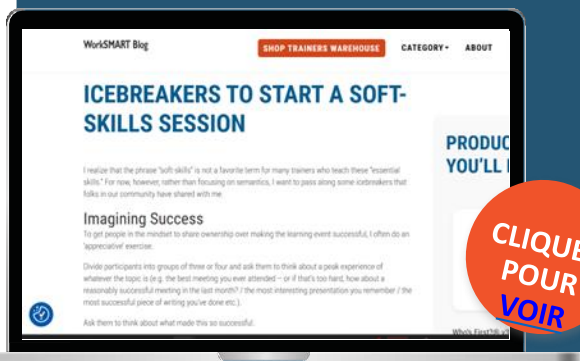 WorkSMART Blog
SHOP TRAINERS WAREHOUSE
CATEGORY
ABOUT
ICEBREAKERS TO START A SOFT-
SKILLS SESSION
I realize that the phrase "soft-skills" is not a favorite term for many trainers who teach these "essential
skills." For now, however, rather than focusing on semantics, I want to pass along some icebreakers that
folks in our community have shared with me.
Imagining Success
To get people in the mindset to share ownership over making the learning event successful, I often do an
'appreciative' exercise.
Divide participants into groups of three or four and ask them to think about a peak experience of
whatever the topic is (e.g. the best meeting you ever attended – or if that's too hard, how about a
reasonably successful meeting in the last month? / the most interesting presentation you remember / the
most successful piece of writing you've done etc.).
Ask them to think about what made this so successful.
PRODUC
YOU'LL
CLIQUE
POUR
VOIR
Who's First?®